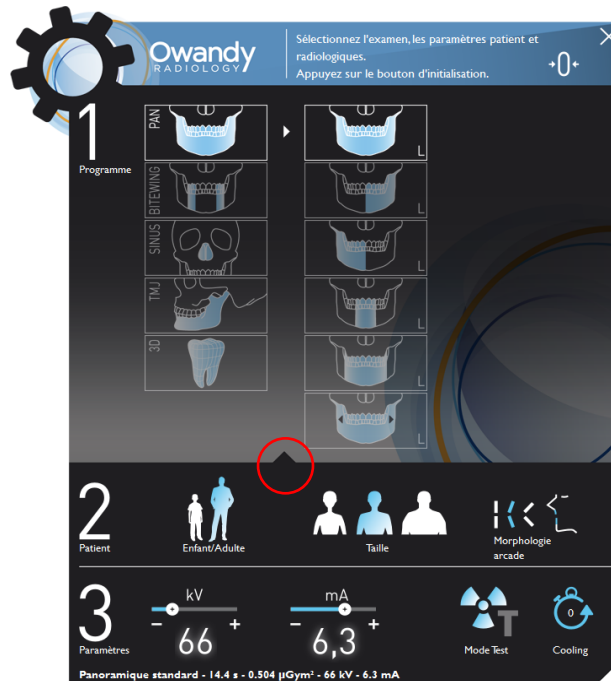 Owandy
RADIOLOGY
Sélectionnez l'examen, les paramètres patient et
radiologiques.
Appuyez sur le bouton d'initialisation.
0
1
Programme
PAN
L
BITEWING
L
SINUS
L
TMJ
L
3D
L
L
2
Patient
Enfant/Adulte
Taille
Morphologie
arcade
3
Paramètres
kV
- +
66
mA
- +
6,3
T
Mode Test
0
Cooling
Panoramique standard - 14.4 s - 0.504 µGym² - 66 kV - 6.3 mA